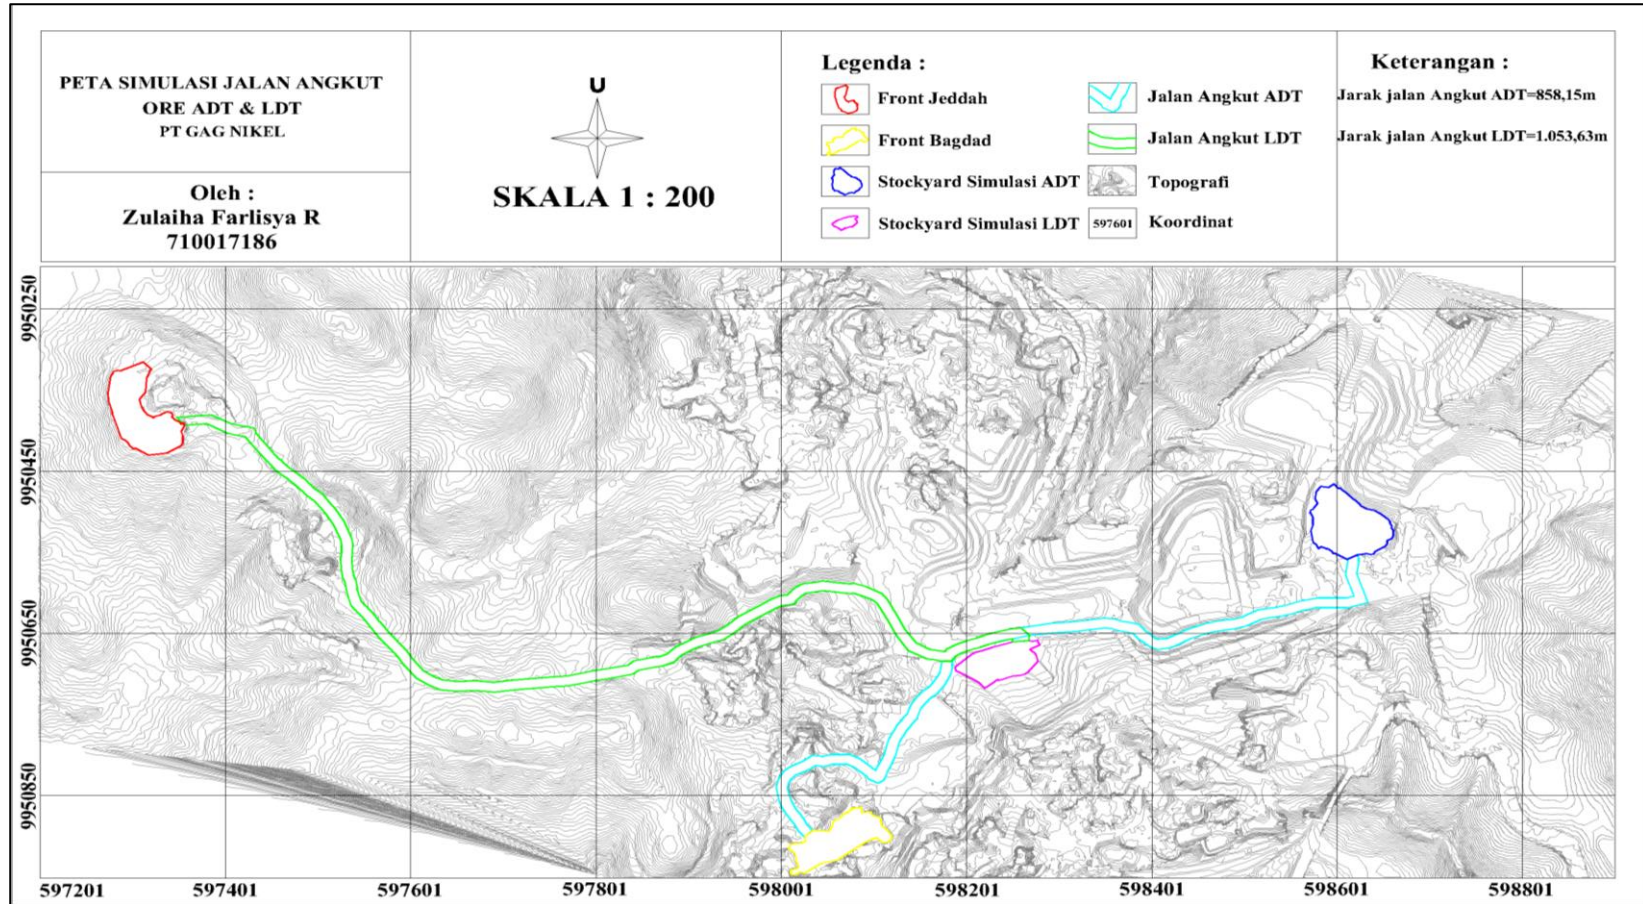 PETA SIMULASI JALAN ANGKUT
ORE ADT & LDT
PT GAG NIKEL
Oleh :
Zulaiha Farlisya R
710017186
U
SKALA 1 : 200
Legenda :
Front Jeddah
Front Bagdad
Stockyard Simulasi ADT
Stockyard Simulasi LDT
Jalan Angkut ADT
Jalan Angkut LDT
Topografi
597601 Koordinat
Keterangan :
Jarak jalan Angkut ADT=858,15m
Jarak jalan Angkut LDT=1.053,63m
9950250
9950450
9950650
9950850
597201 597401 597601 597801 598001 598201 598401 598601 598801